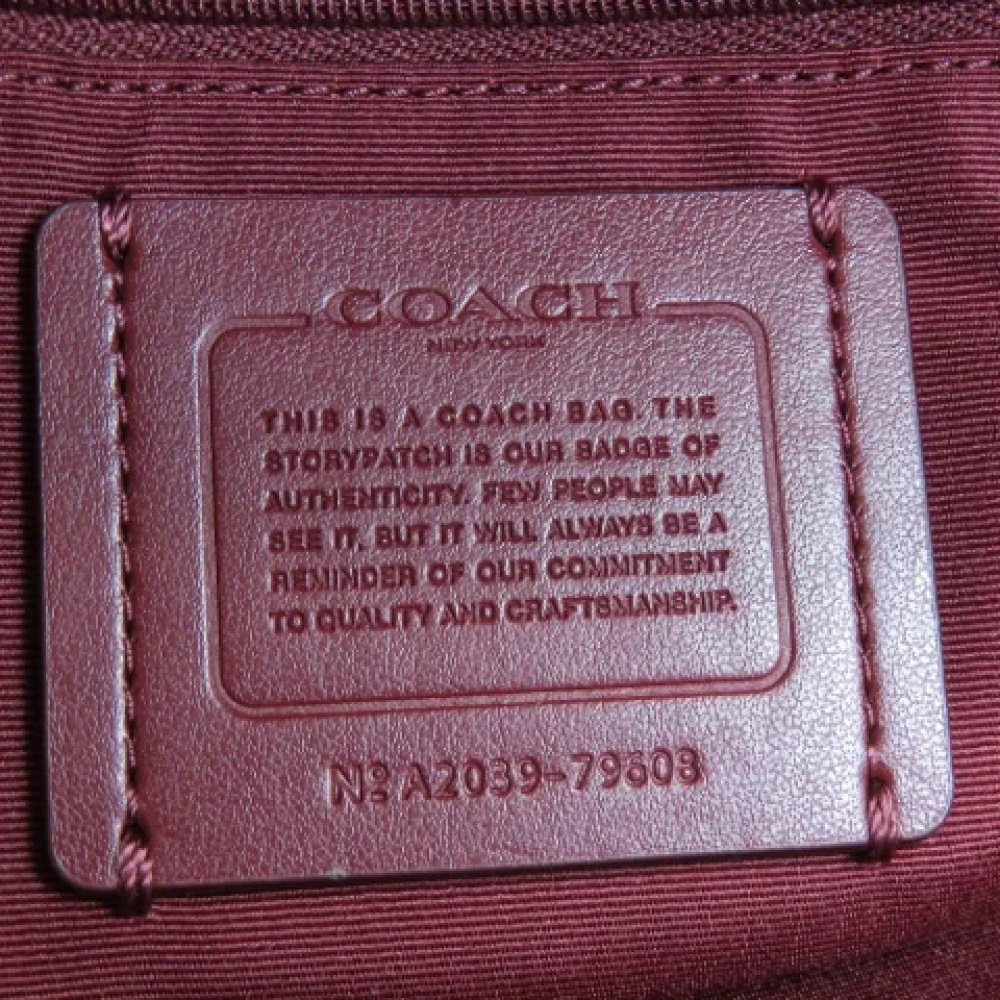 COACH
NEW YORK
THIS IS A COACH BAG. THE
STORYPATCH IS OUR BADGE OF
AUTHENTICITY. FEW PEOPLE MAY
SEE IT, BUT IT WILL ALWAYS BE A
REMINDER OF OUR COMMITMENT
TO QUALITY AND CRAFTSMANSHIP.
Nº A2039-79608